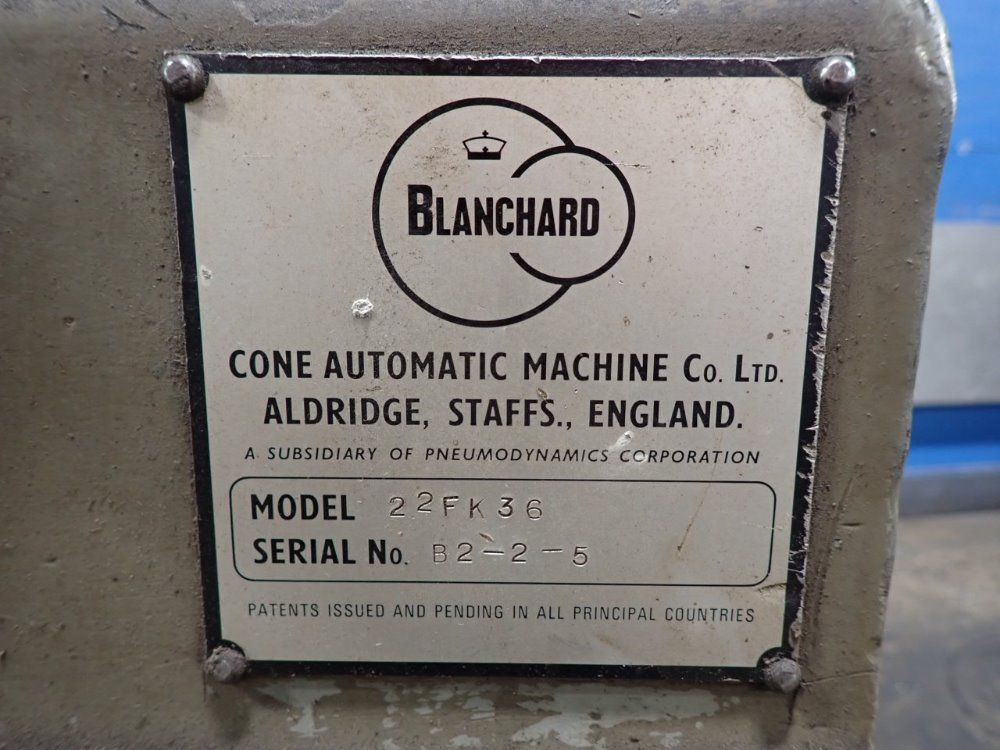 BLANCHARD
CONE AUTOMATIC MACHINE Co. LTD.
ALDRIDGE, STAFFS., ENGLAND.
A SUBSIDIARY OF PNEUMODYNAMICS CORPORATION
MODEL 22FK36
SERIAL No. B2-2-5
PATENTS ISSUED AND PENDING IN ALL PRINCIPAL COUNTRIES